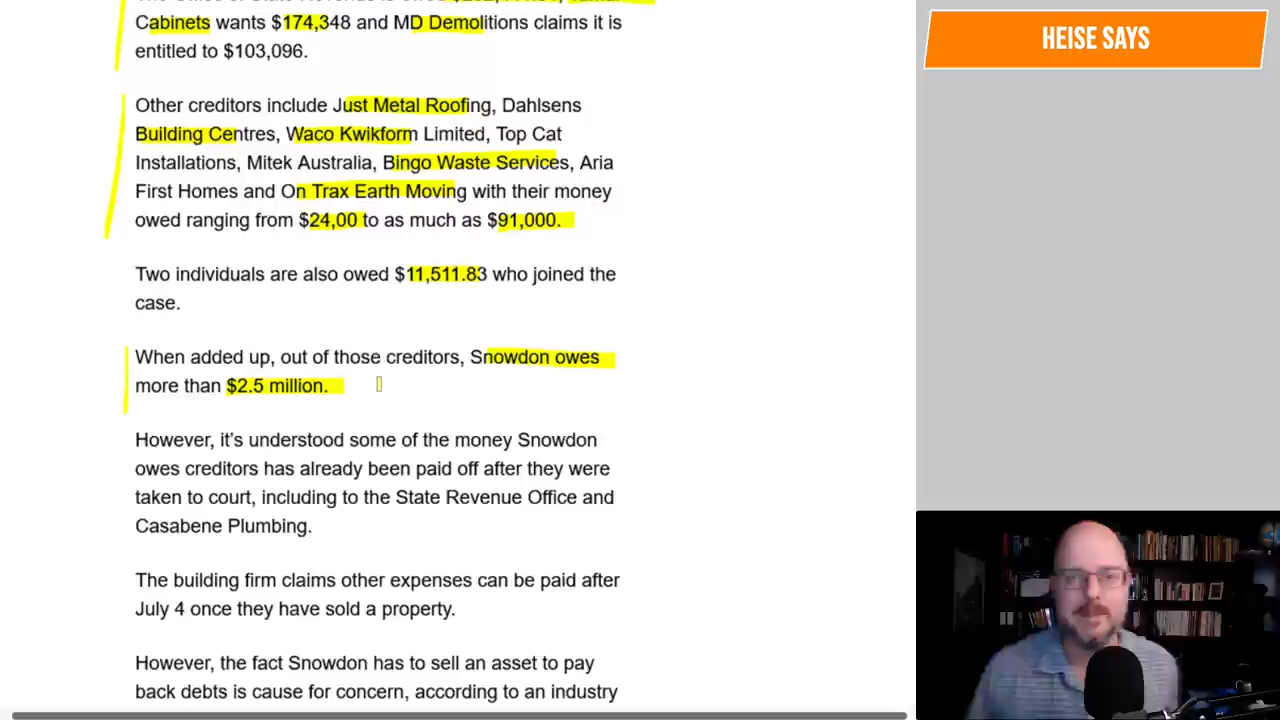 Cabinets wants $174,348 and MD Demolitions claims it is
entitled to $103,096.
Other creditors include Just Metal Roofing, Dahlsens
Building Centres, Waco Kwikform Limited, Top Cat
Installations, Mitek Australia, Bingo Waste Services, Aria
First Homes and On Trax Earth Moving with their money
owed ranging from $24,00 to as much as $91,000.
Two individuals are also owed $11,511.83 who joined the
case.
When added up, out of those creditors, Snowdon owes
more than $2.5 million.
However, it's understood some of the money Snowdon
owes creditors has already been paid off after they were
taken to court, including to the State Revenue Office and
Casabene Plumbing.
The building firm claims other expenses can be paid after
July 4 once they have sold a property.
However, the fact Snowdon has to sell an asset to pay
back debts is cause for concern, according to an industry
HEISE SAYS